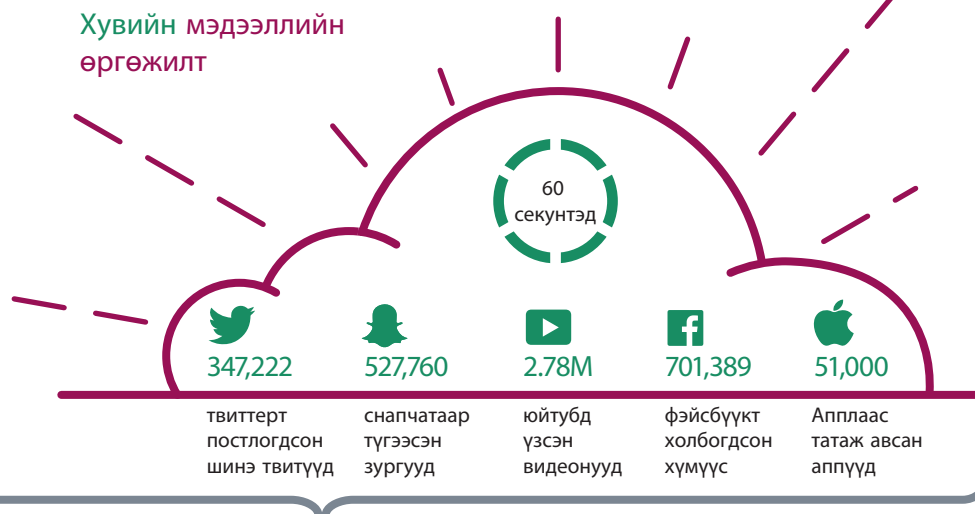 Хувийн мэдээллийн
өргөжилт
60
секунтэд
347,222
твиттерт
постлогдсон
шинэ твитүүд
527,760
снапчатаар
түгээсэн
зургууд
2.78M
юйтубд
үзсэн
видеонууд
701,389
фэйсбүүкт
холбогдсон
хүмүүс
51,000
Апплаас
татаж авсан
аппүүд